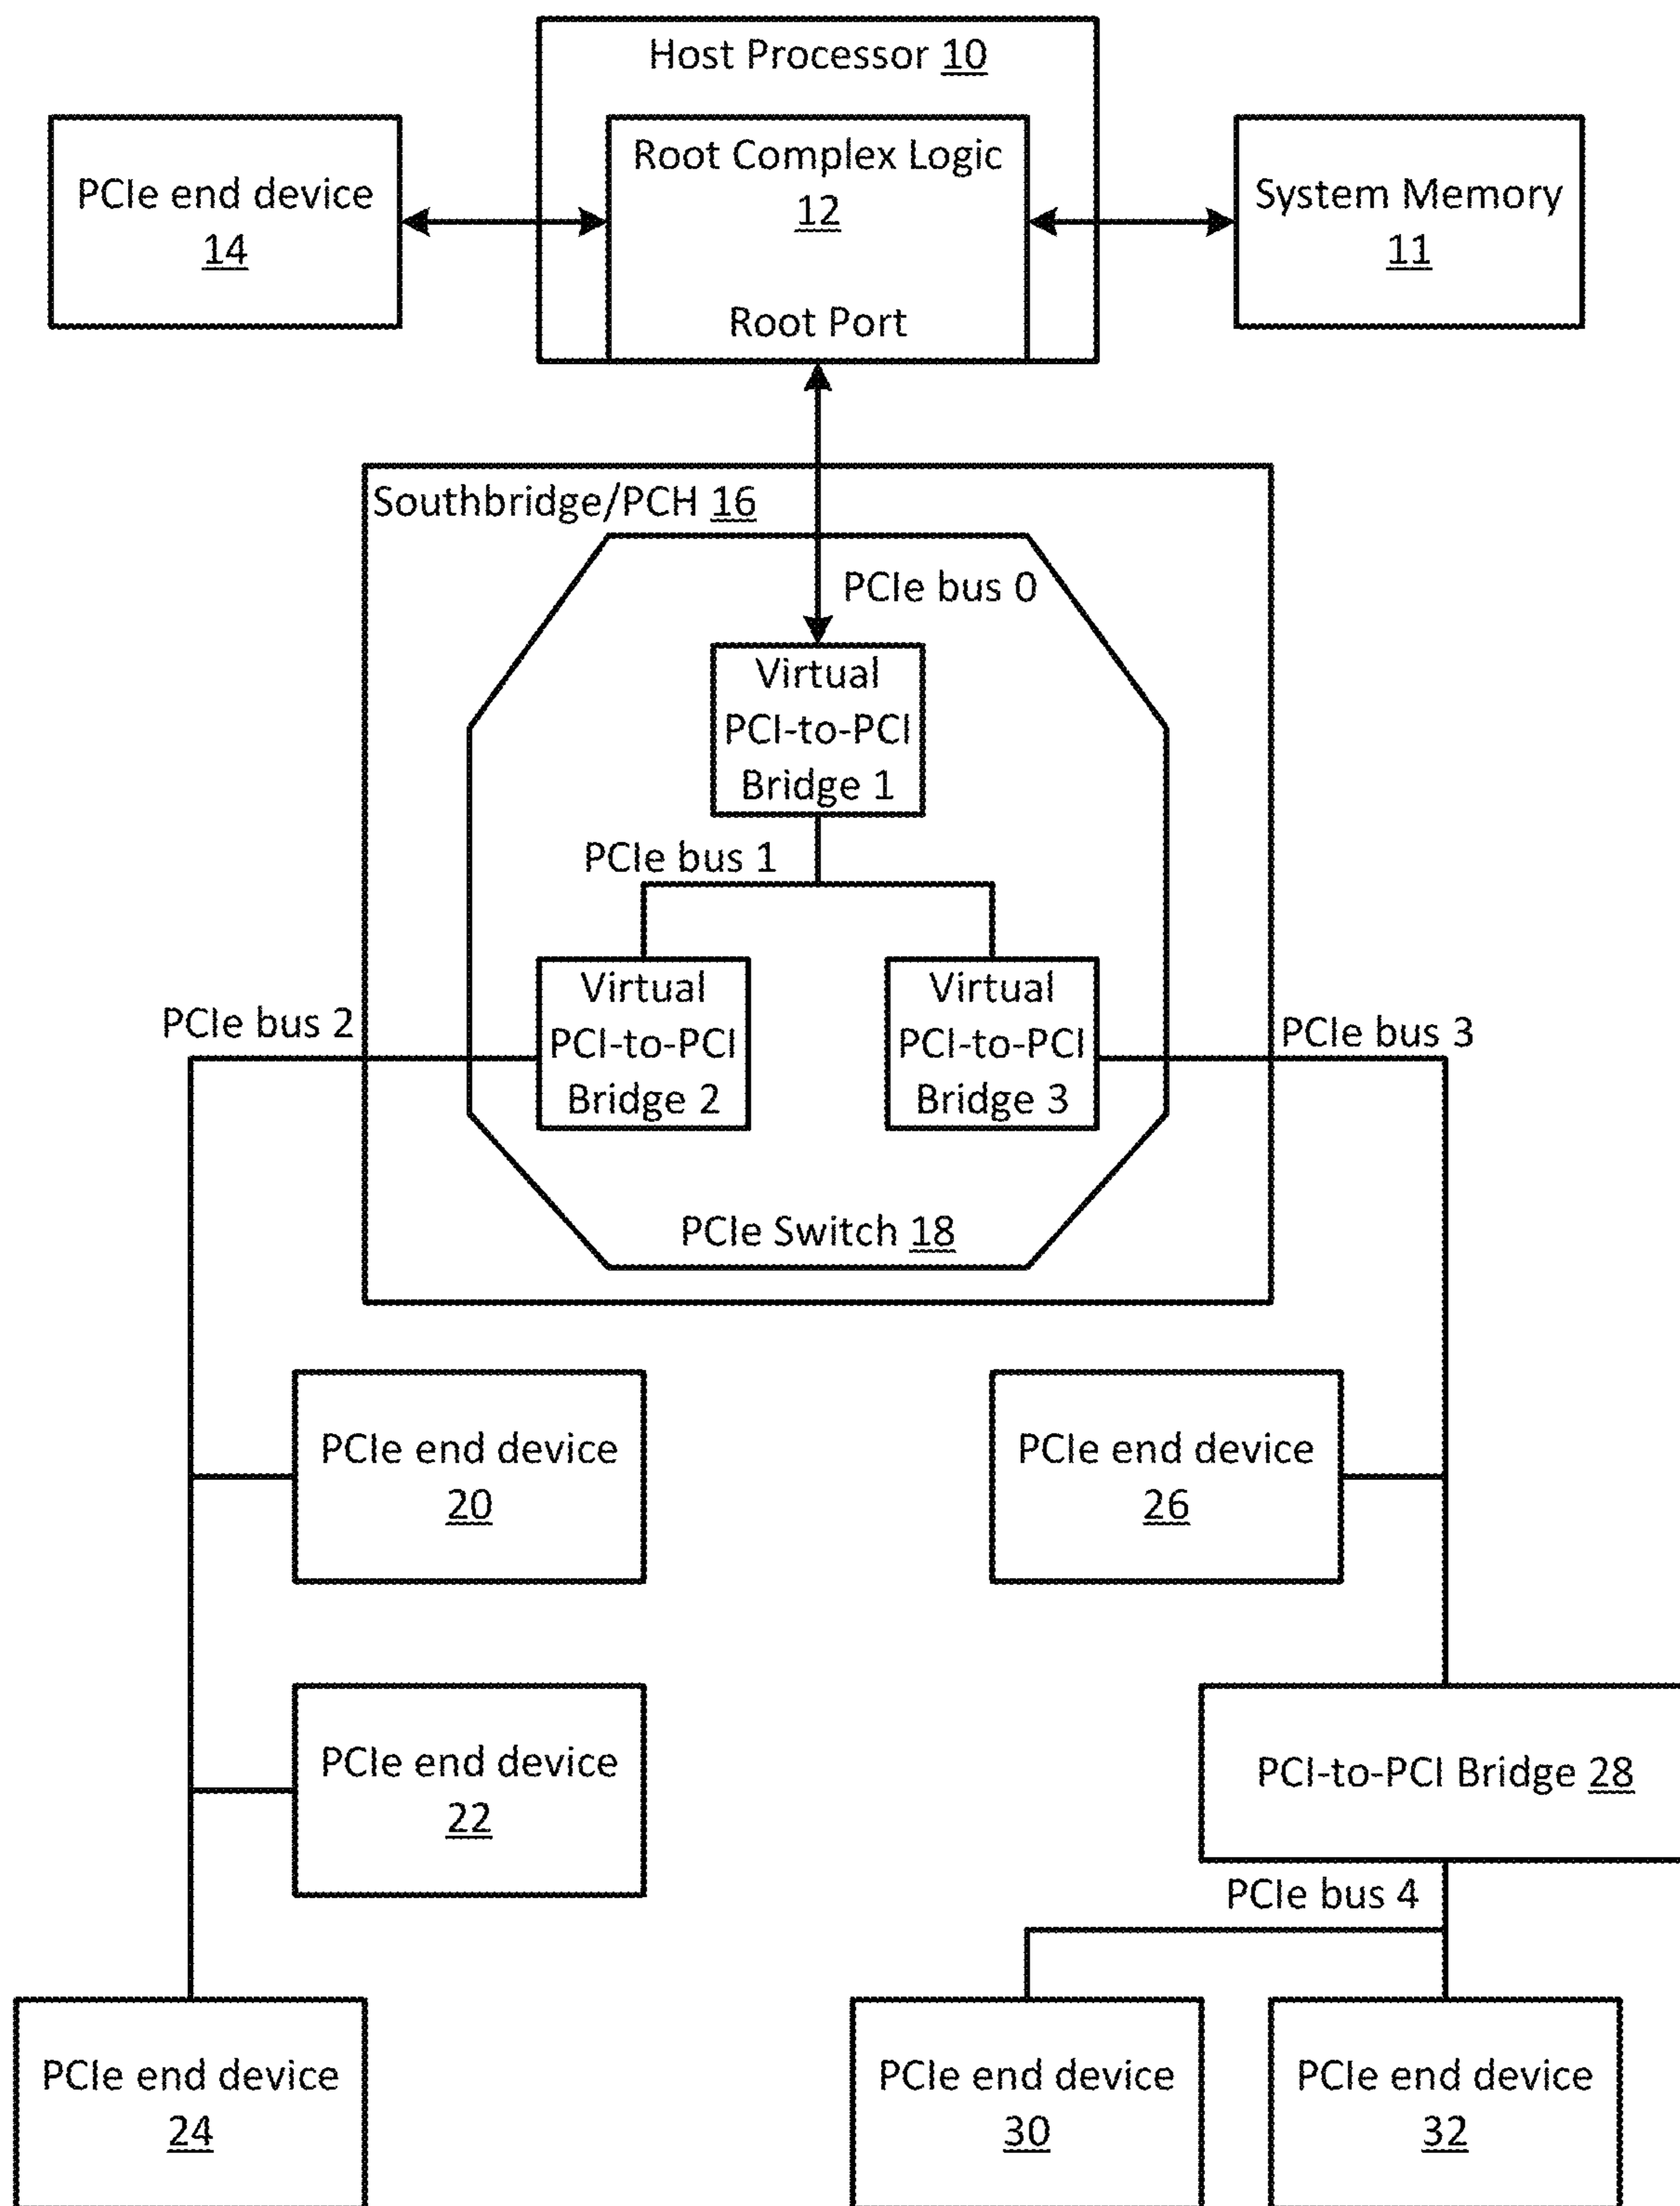 Host Processor 10
Root Complex Logic
12
Root Port
PCIe end device
14
System Memory
11
Southbridge/PCH 16
PCIe bus 0
Virtual
PCI-to-PCI
Bridge 1
PCIe bus 1
Virtual
PCI-to-PCI
Bridge 2
Virtual
PCI-to-PCI
Bridge 3
PCIe bus 2
PCIe bus 3
PCIe Switch 18
PCIe end device
20
PCIe end device
26
PCIe end device
22
PCI-to-PCI Bridge 28
PCIe bus 4
PCIe end device
24
PCIe end device
30
PCIe end device
32